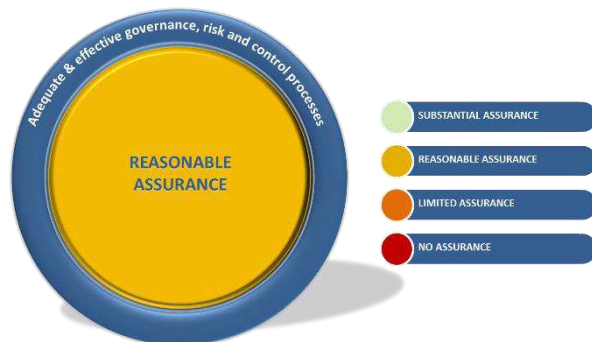 Adequate & effective governance, risk and control processes
REASONABLE
ASSURANCE
SUBSTANTIAL ASSURANCE
REASONABLE ASSURANCE
LIMITED ASSURANCE
NO ASSURANCE